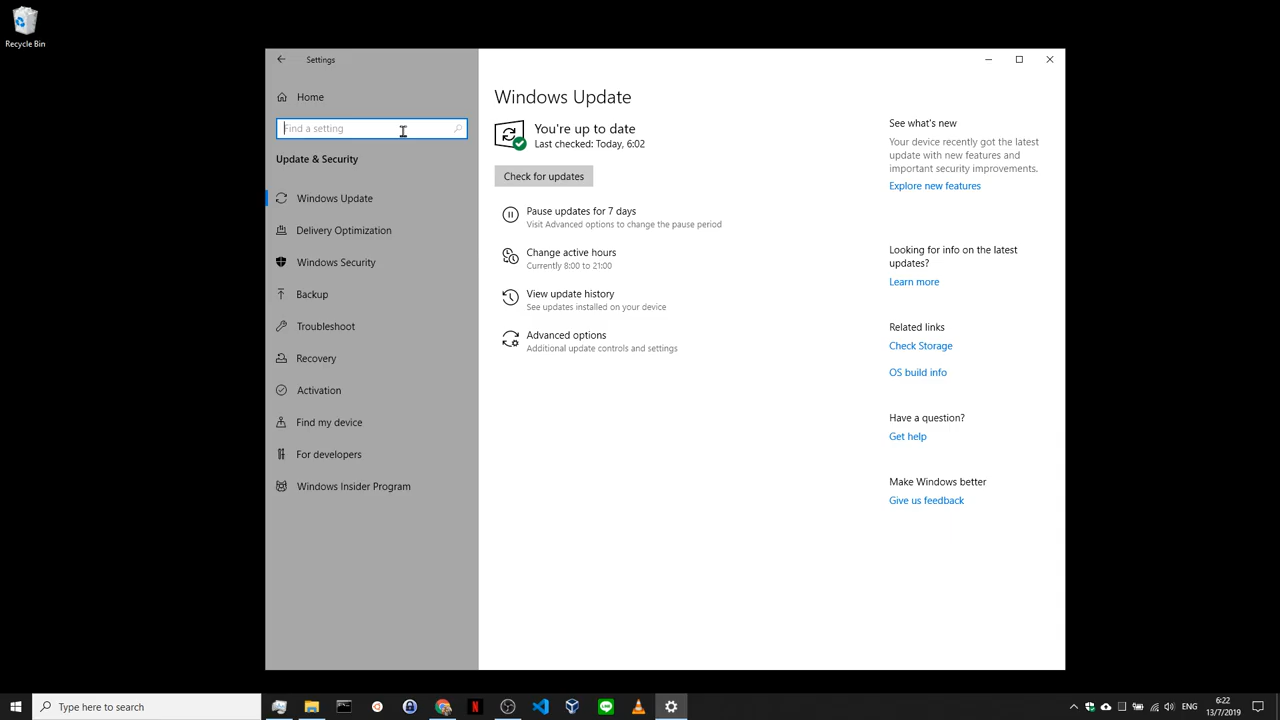 Recycle Bin
Settings
Home
Find a setting
Update & Security
Windows Update
Delivery Optimization
Windows Security
Backup
Troubleshoot
Recovery
Activation
Find my device
For developers
Windows Insider Program
Windows Update
You're up to date
Last checked: Today, 6:02
Check for updates
Pause updates for 7 days
Visit Advanced options to change the pause period
Change active hours
Currently 8:00 to 21:00
View update history
See updates installed on your device
Advanced options
Additional update controls and settings
See what's new
Your device recently got the latest
update with new features and
important security improvements.
Explore new features
Looking for info on the latest
updates?
Learn more
Related links
Check Storage
OS build info
Have a question?
Get help
Make Windows better
Give us feedback
Type here to search
N
LINE
ENG
6:22
13/7/2019